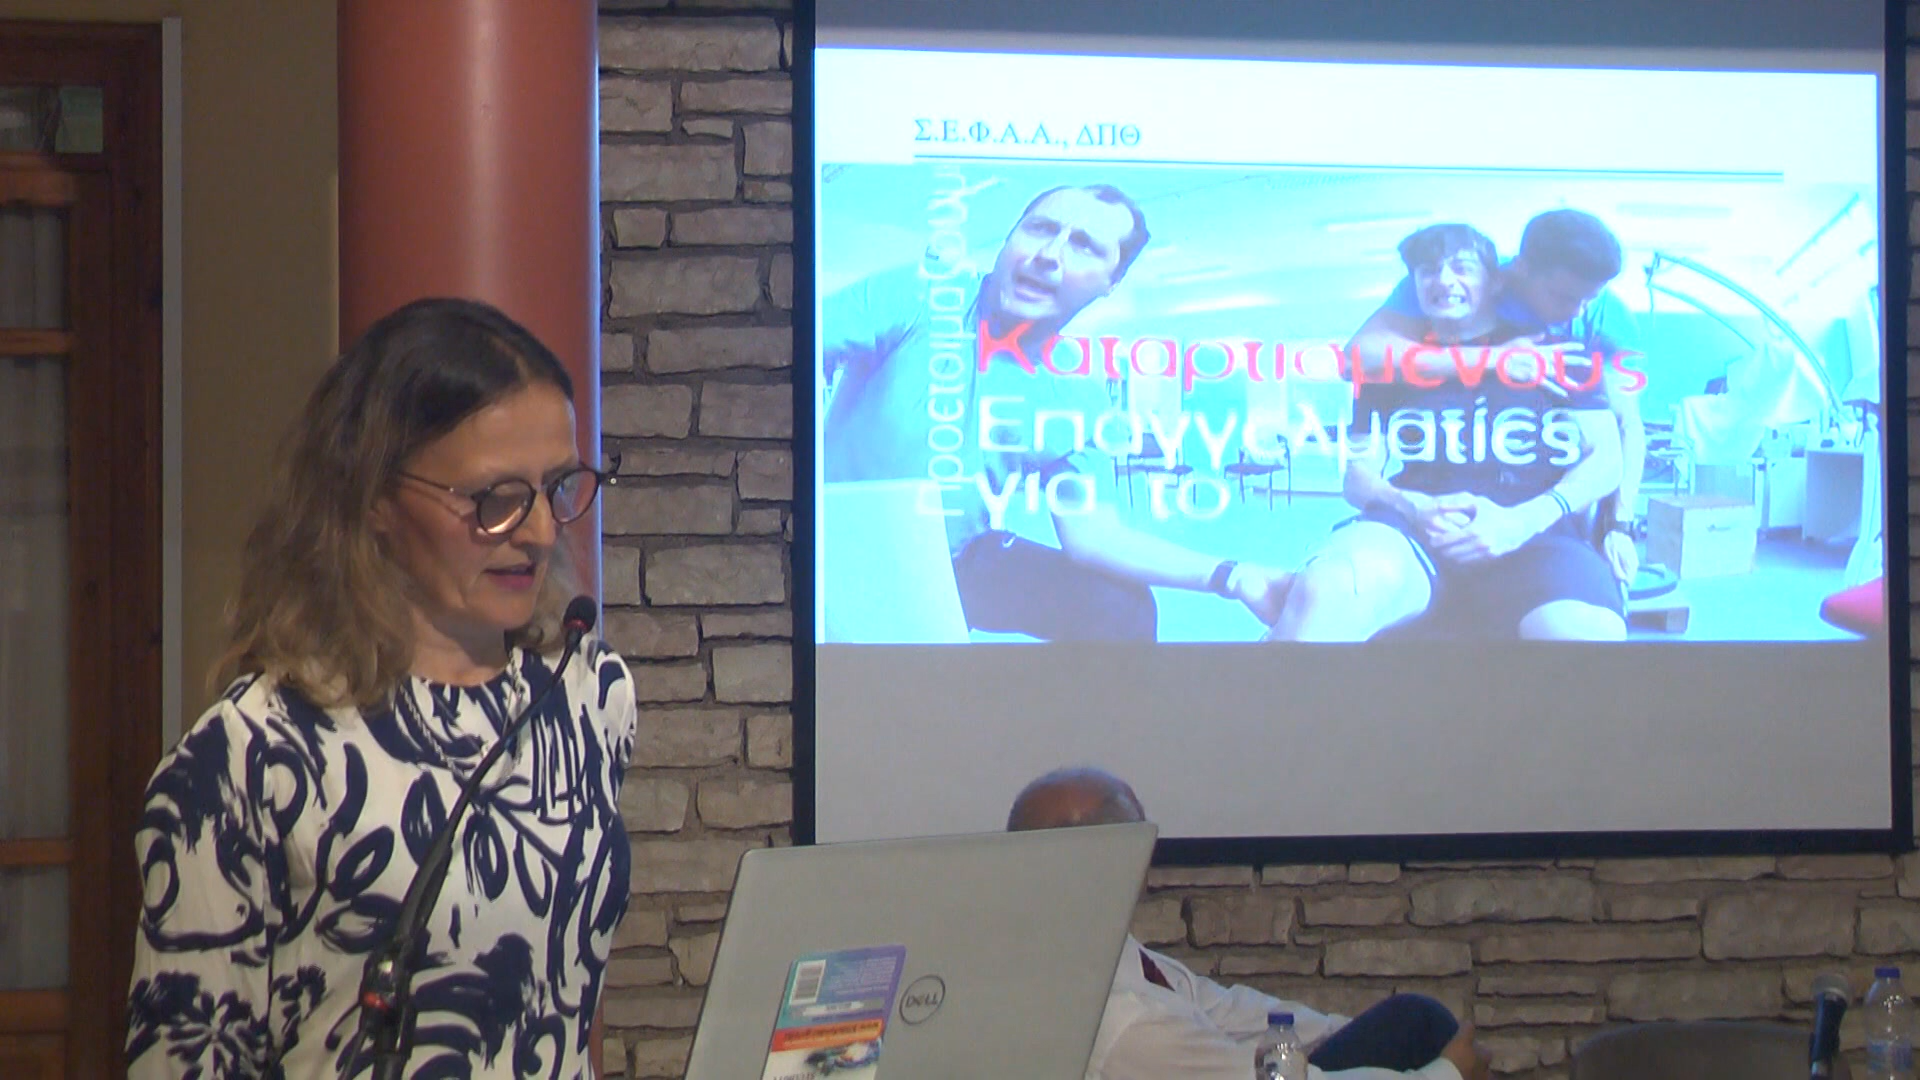 Σ.Ε.Φ.Α.Α., ΔΠΘ
Προετοιμάζουμε
Καταρτισμένους
Επαγγελματίες
για το
DELL